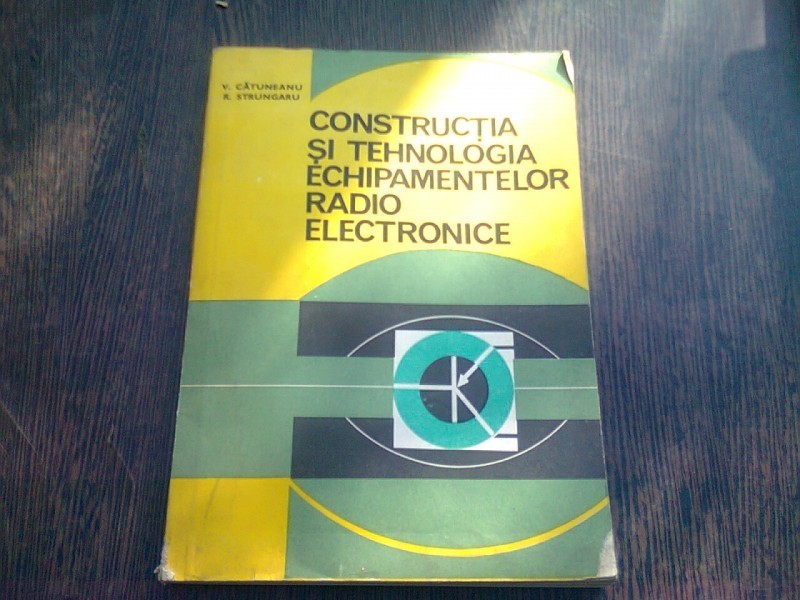 V. CĂTUNEANU
R. STRUNGARU
CONSTRUCȚIA
ȘI TEHNOLOGIA
ECHIPAMENTELOR
RADIO
ELECTRONICE